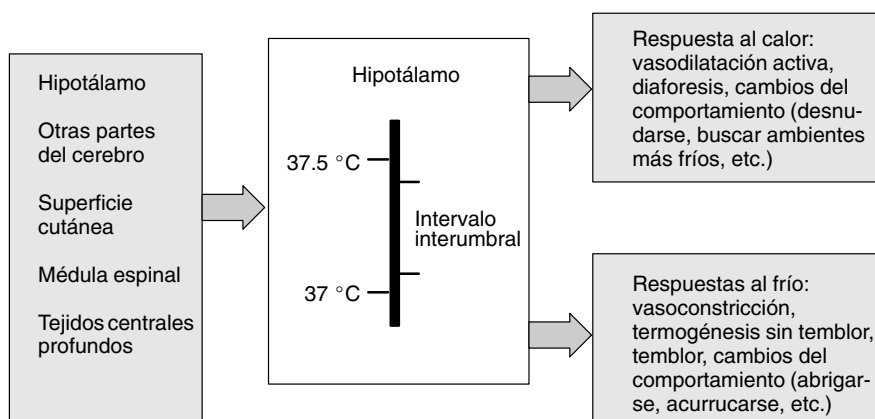 Hipotálamo
Otras partes
del cerebro
Superficie
cutánea
Médula espinal
Tejidos centrales
profundos
Hipotálamo
37.5 °C
Intervalo
interumbral
37 °C
Respuesta al calor:
vasodilatación activa,
diaforesis, cambios del
comportamiento (desnu-
darse, buscar ambientes
más fríos, etc.)
Respuestas al frío:
vasoconstricción,
termogénesis sin temblor,
temblor, cambios del
comportamiento (abrigar-
se, acurrucarse, etc.)